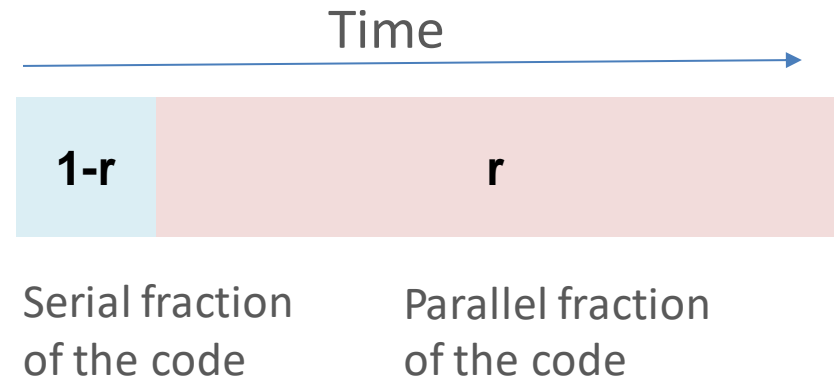 Time
1-r
r
Serial fraction
of the code
Parallel fraction
of the code